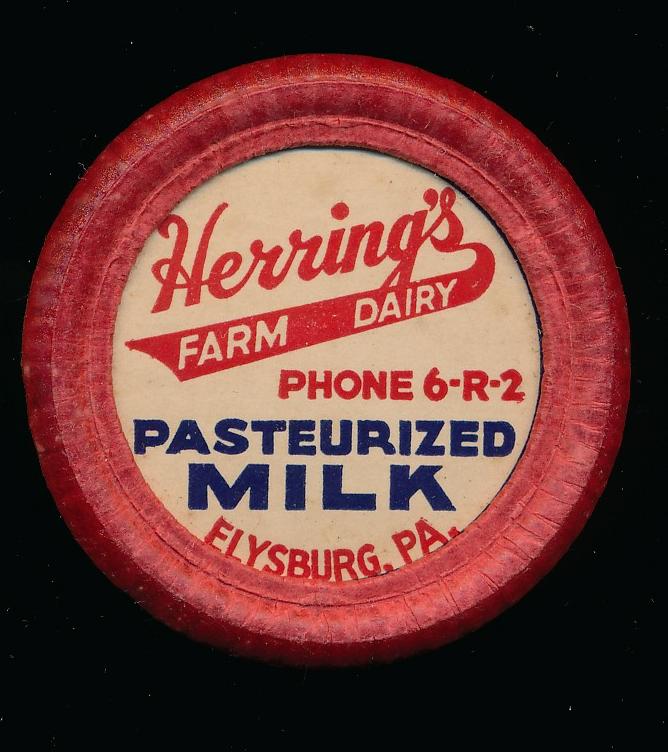 Herring's
FARM DAIRY
PHONE 6-R-2
PASTEURIZED
MILK
ELYSBURG, PA.